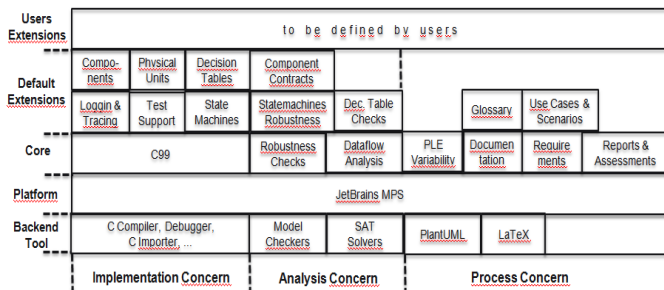 Users
Extensions
to be defined by users
Default
Extensions
Compo-
nents
Physical
Units
Decision
Tables
Component
Contracts
Loggin &
Tracing
Test
Support
State
Machines
Statemachines
Robustness
Dec. Table
Checks
Glossary
Use Cases &
Scenarios
Core
C99
Robustness
Checks
Dataflow
Analysis
PLE
Variability
Documen
tation
Require
ments
Reports &
Assessments
Platform
JetBrains MPS
Backend
Tool
C Compiler, Debugger,
C Importer, ...
Model
Checkers
SAT
Solvers
PlantUML
LaTeX
Implementation Concern
Analysis Concern
Process Concern